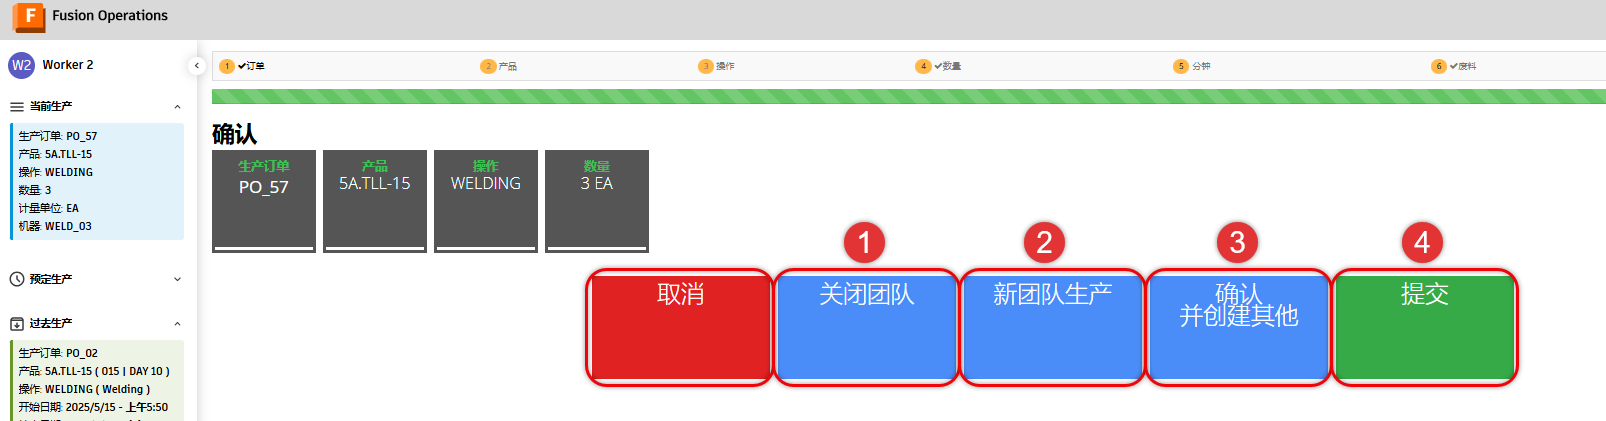 F Fusion Operations
W2 Worker 2
当前生产
生产订单: PO_57
产品: 5A.TLL-15
操作: WELDING
数量: 3
计量单位: EA
机器: WELD_03
预定生产
过去生产
生产订单: PO_02
产品: 5A.TLL-15 ( 015 | DAY 10 )
操作: WELDING ( Welding )
开始日期: 2025/5/15 - 上午5:50
1 ✔订单
2 产品
3 操作
4 ✔数量
5 分钟
6 ✔废料
确认
生产订单
PO_57
产品
5A.TLL-15
操作
WELDING
数量
3 EA
1
2
3
4
取消
关闭团队
新团队生产
确认
并创建其他
提交